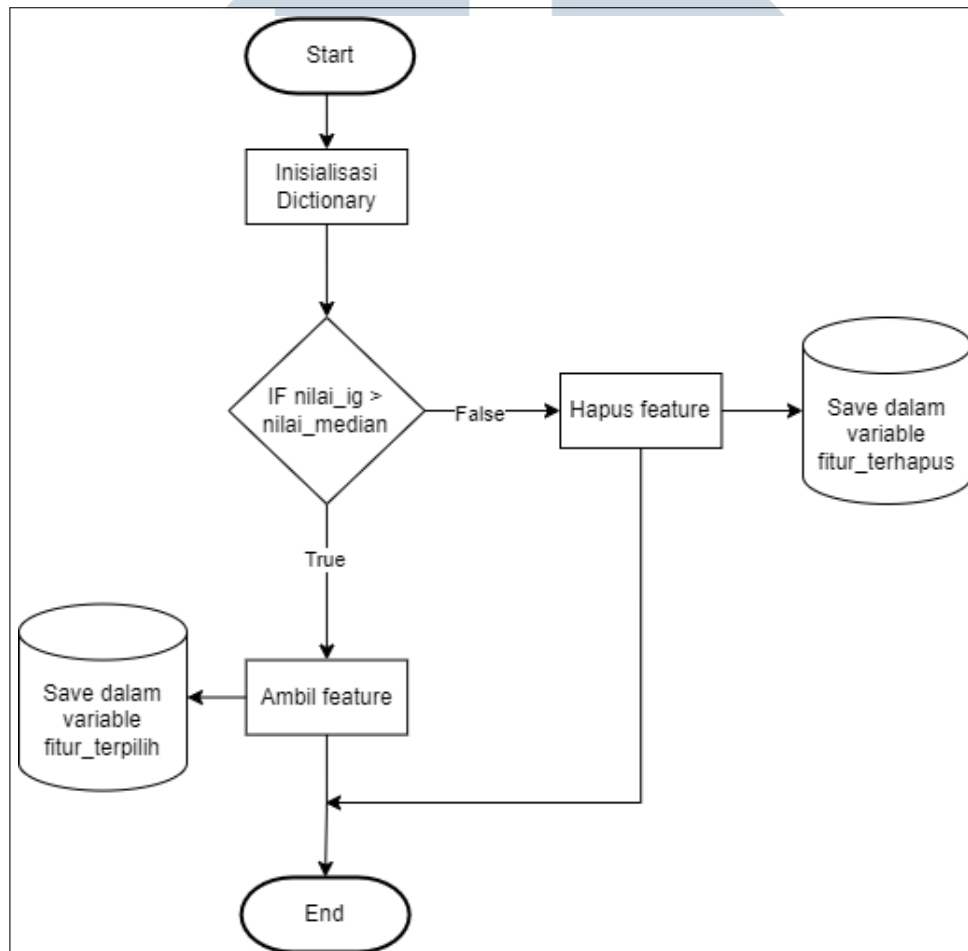 Start
Inisialisasi
Dictionary
IF nilai_ig >
nilai_median
False
Hapus feature
Save dalam
variable
fitur_terhapus
True
Ambil feature
Save dalam
variable
fitur_terpilih
End